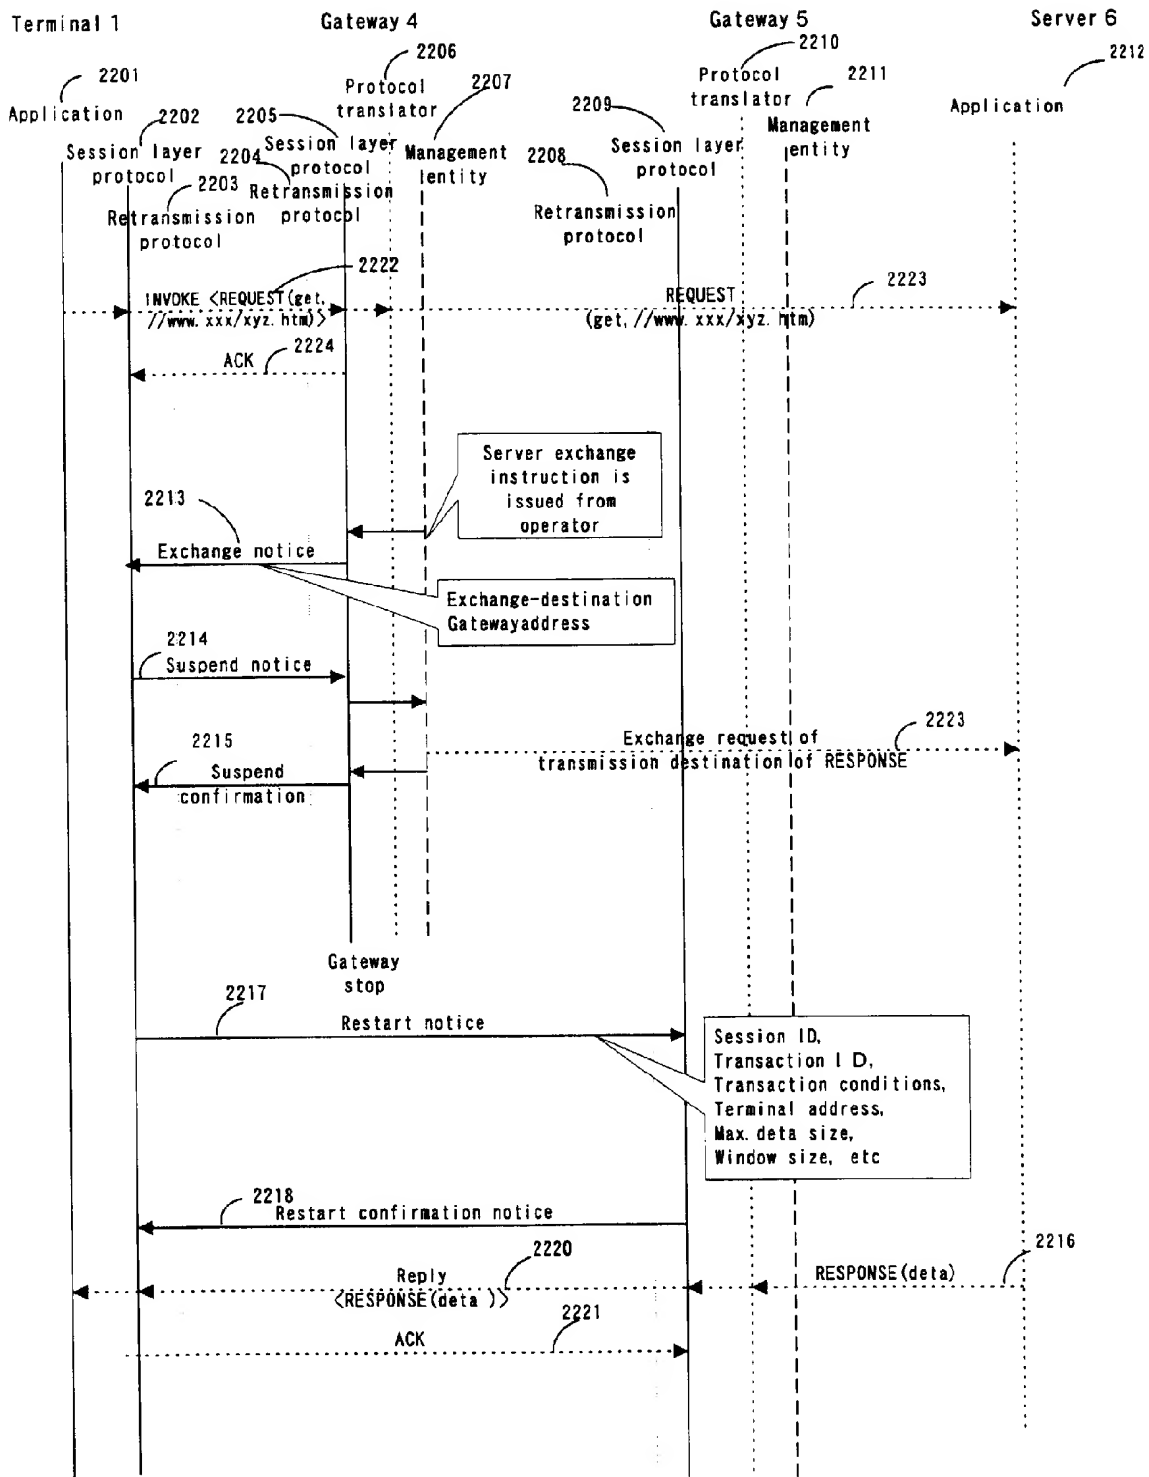 Terminal 1
Gateway 4
Gateway 5
Server 6
2201
Application
2202
Session layer
protocol
2203
Retransmission
protocol
2204
Retransmission
protocol
2205
Session layer
protocol
2206
Protocol
translator
2207
Management
entity
2208
Retransmission
protocol
2209
Session layer
protocol
2210
Protocol
translator
2211
Management
entity
2212
Application
2222
INVOKE <REQUEST(get,
//www. xxx/xyz. htm)>
2223
REQUEST
(get, //www. xxx/xyz. htm)
2224
ACK
Server exchange
instruction is
issued from
operator
2213
Exchange notice
Exchange-destination
Gatewayaddress
2214
Suspend notice
2223
Exchange request of
transmission destination of RESPONSE
2215
Suspend
confirmation
Gateway
stop
2217
Restart notice
Session ID,
Transaction ID,
Transaction conditions,
Terminal address,
Max. deta size,
Window size, etc
2218
Restart confirmation notice
2216
RESPONSE(deta)
2220
Reply
<RESPONSE(deta )>
2221
ACK